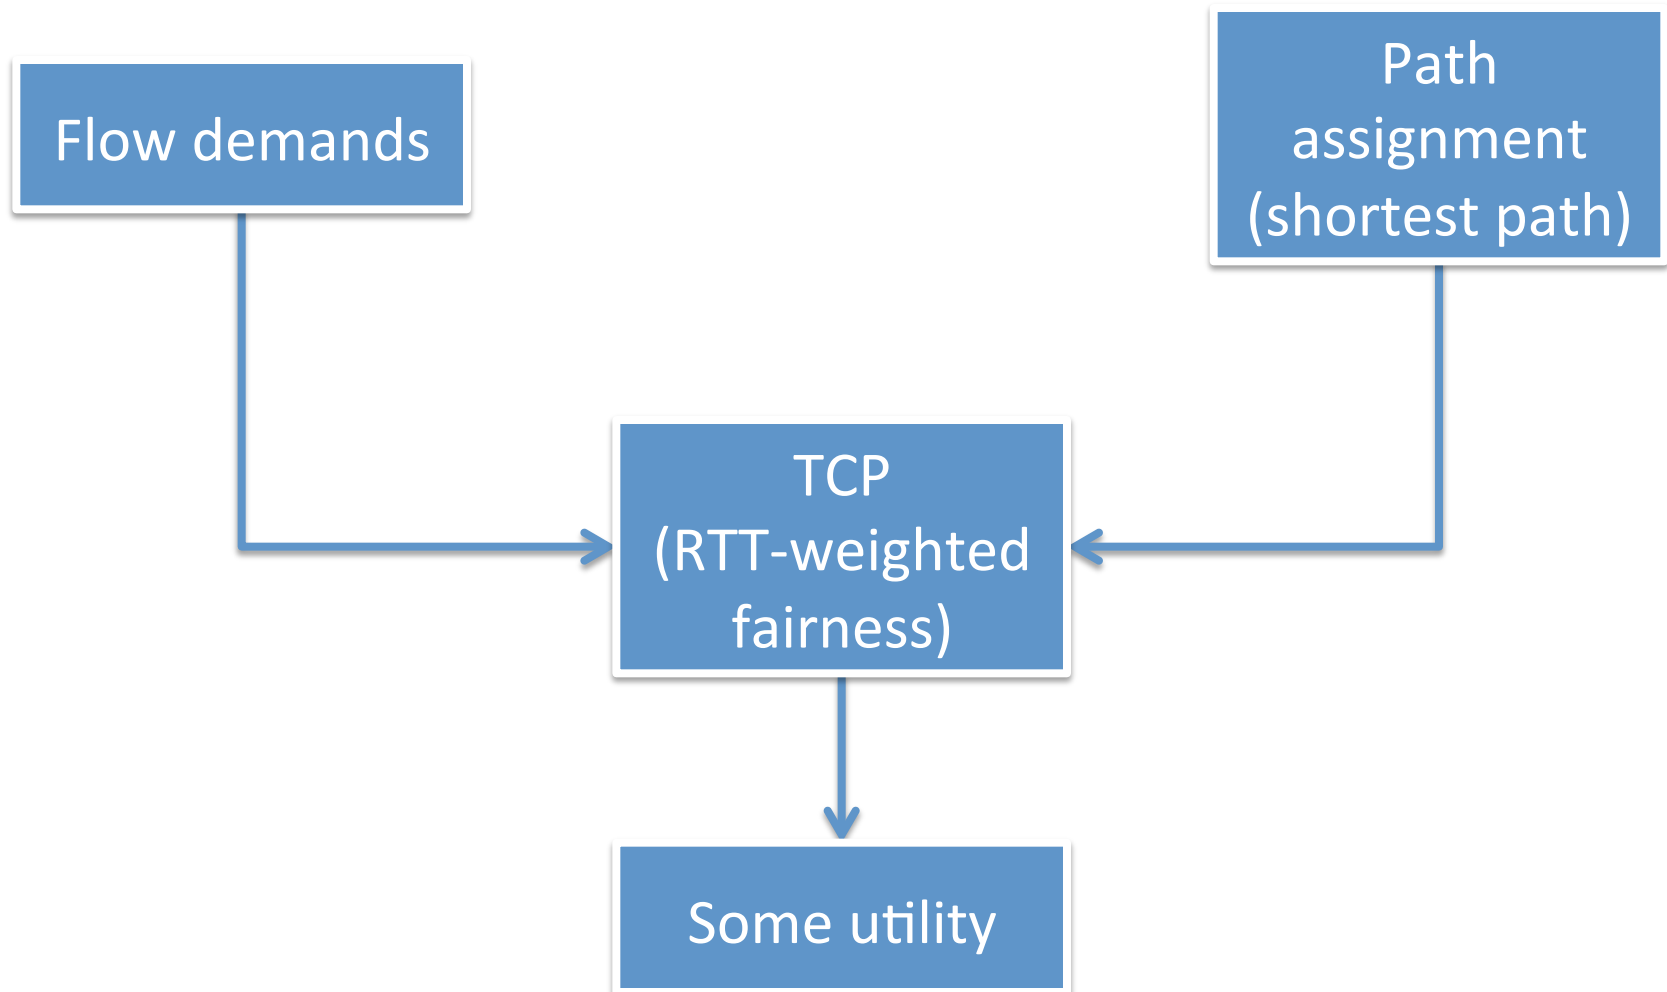 Flow demands
Path
assignment
(shortest path)
TCP
(RTT-weighted
fairness)
Some utility